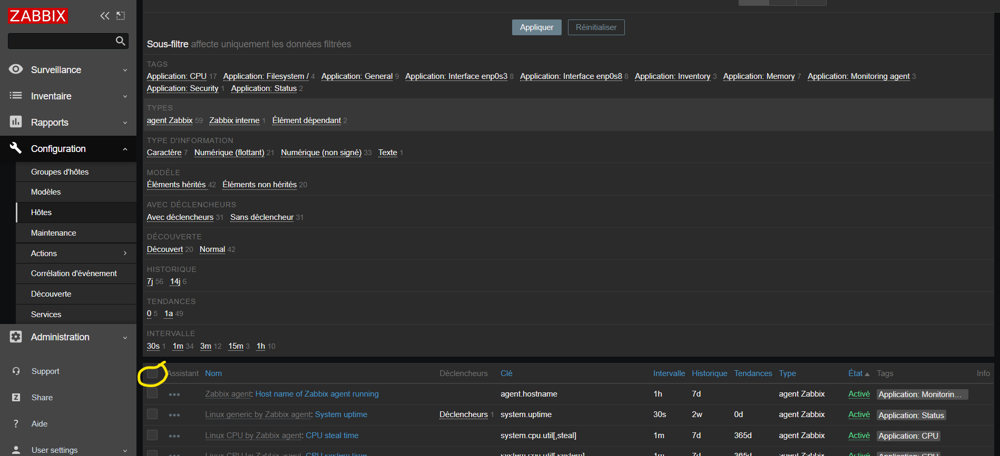 ZABBIX
Surveillance
Inventaire
Rapports
Configuration
Groupes d'hôtes
Modèles
Hôtes
Maintenance
Actions
Corrélation d'événement
Découverte
Services
Administration
Support
Share
Aide
User settings
Appliquer Réinitialiser
Sous-filtre affecte uniquement les données filtrées
TAGS
Application: CPU 17 Application: Filesystem / 4 Application: General 9 Application: Interface enp0s3 8 Application: Interface enp0s8 8 Application: Inventory 3 Application: Memory 7 Application: Monitoring agent 3
Application: Security 1 Application: Status 2
TYPES
agent Zabbix 59 Zabbix interne 1 Élément dépendant 2
TYPE D'INFORMATION
Caractère 7 Numérique (flottant) 21 Numérique (non signé) 33 Texte 1
MODÈLE
Éléments hérités 42 Éléments non hérités 20
AVEC DÉCLENCHEURS
Avec déclencheurs 31 Sans déclencheur 31
DÉCOUVERTE
Découvert 20 Normal 42
HISTORIQUE
7j 56 14j 6
TENDANCES
0 5 1a 49
INTERVALLE
30s 1 1m 34 3m 12 15m 3 1h 10
Assistant Nom Déclencheurs Clé Intervalle Historique Tendances Type État Tags Info
Zabbix agent: Host name of Zabbix agent running agent.hostname 1h 7d agent Zabbix Activé Application: Monitorin…
Linux generic by Zabbix agent: System uptime Déclencheurs 1 system.uptime 30s 2w 0d agent Zabbix Activé Application: Status
Linux CPU by Zabbix agent: CPU steal time system.cpu.util[,steal] 1m 7d 365d agent Zabbix Activé Application: CPU
Linux CPU by Zabbix agent: CPU system time system.cpu.util[,system] 1m 7d 365d agent Zabbix Activé Application: CPU